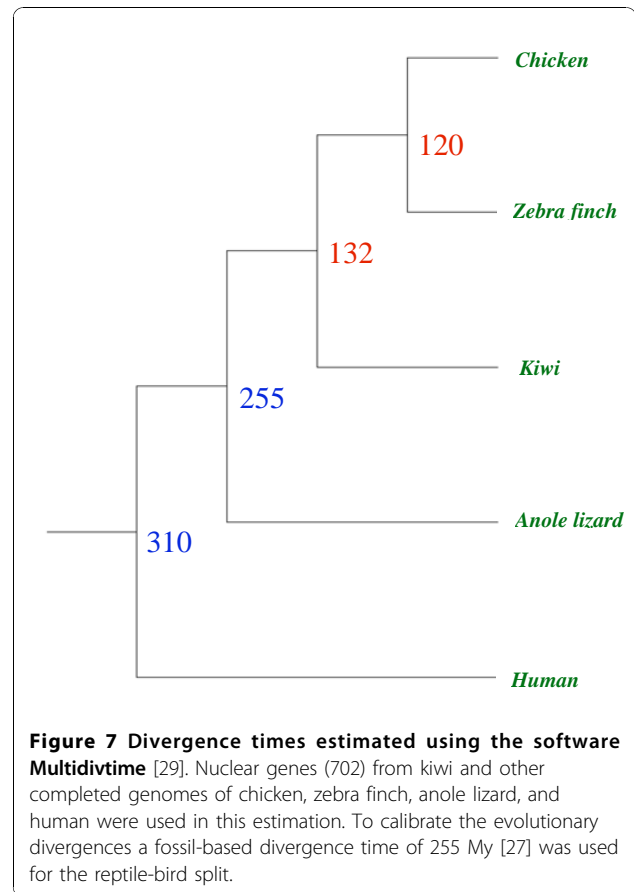 Chicken
120
Zebra finch
132
Kiwi
255
Anole lizard
310
Human
Figure 7 Divergence times estimated using the software
Multidivtime [29]. Nuclear genes (702) from kiwi and other
completed genomes of chicken, zebra finch, anole lizard, and
human were used in this estimation. To calibrate the evolutionary
divergences a fossil-based divergence time of 255 My [27] was used
for the reptile-bird split.